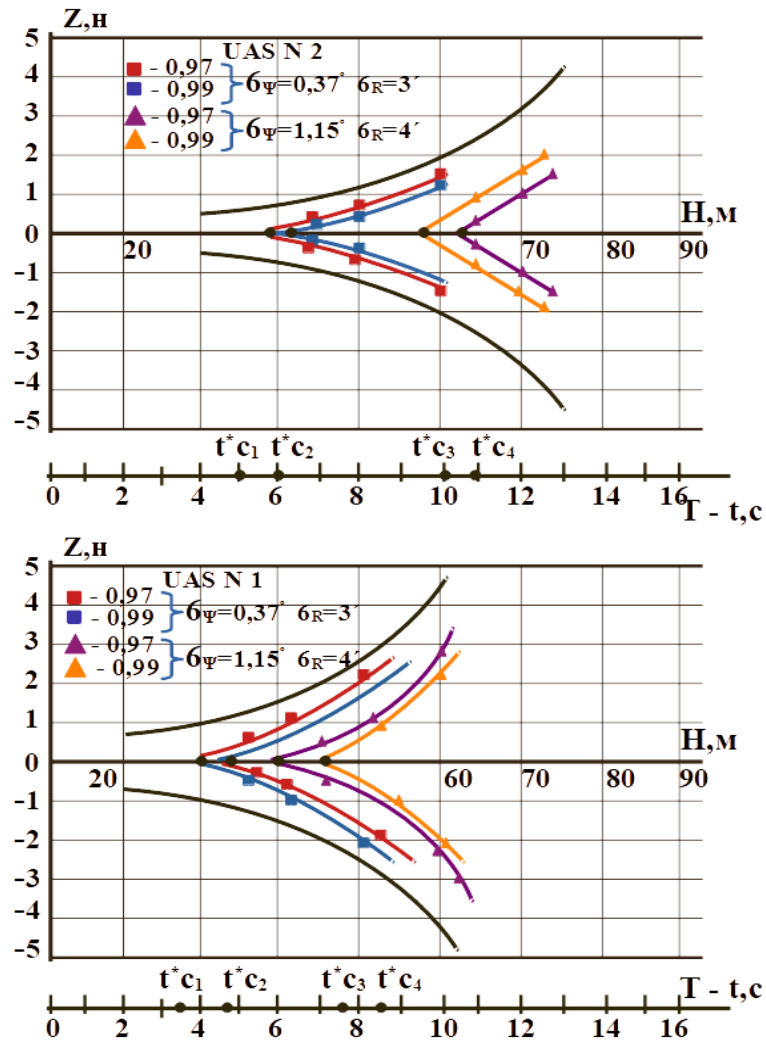 Z,н
UAS N 2
5
- 0,97
- 0,99
6Ψ=0,37° 6R=3´
4
3
- 0,97
- 0,99
6Ψ=1,15° 6R=4´
2
1
H,м
0
20
70
90
-1
-2
-3
-4
-5
t*c1 t*c2 t*c3 t*c4
0 2 4 6 8 10 12 14 16
T - t,c
Z,н
5
UAS N 1
- 0,97
- 0,99
6Ψ=0,37° 6R=3´
4
3
- 0,97
- 0,99
6Ψ=1,15° 6R=4´
2
1
H,м
0
20
60
70
90
-1
-2
-3
-4
-5
t*c1 t*c2 t*c3 t*c4
T - t,c
0 2 4 6 8 10 12 14 16